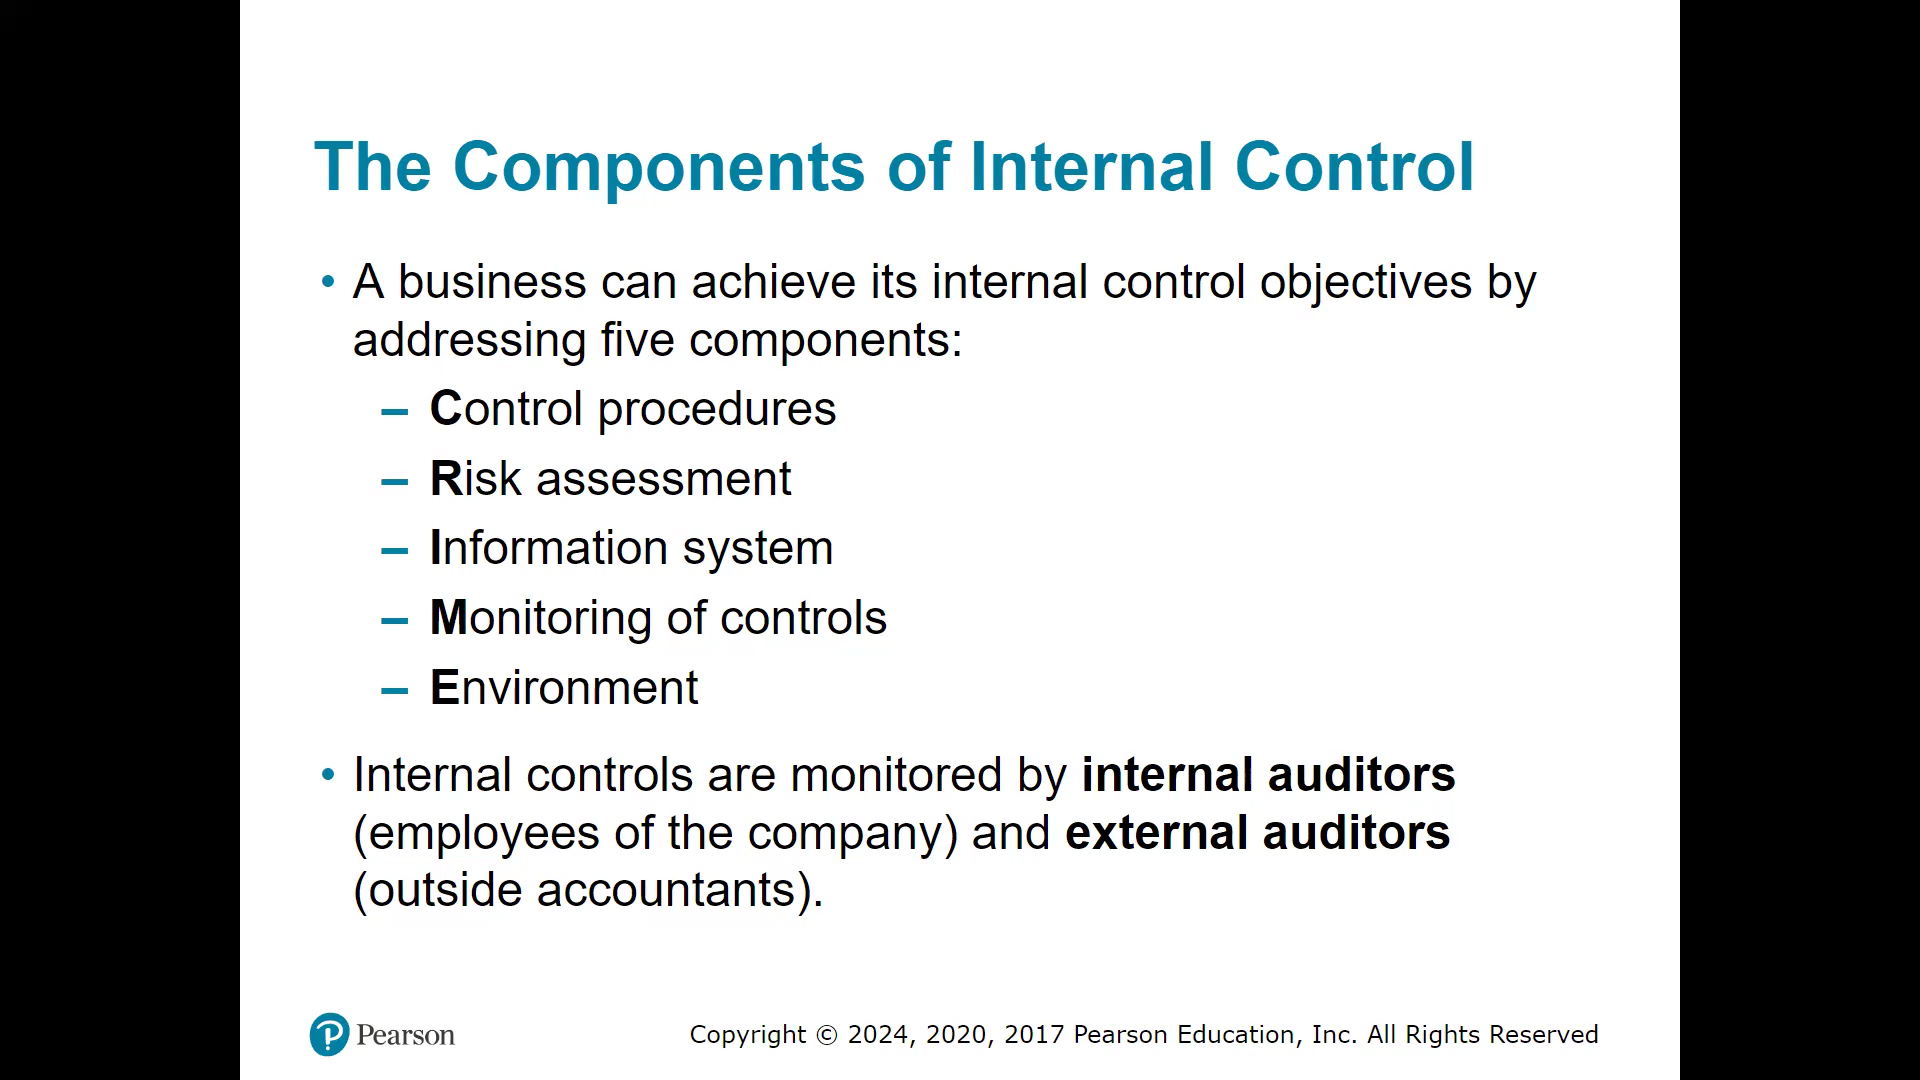 The Components of Internal Control
• A business can achieve its internal control objectives by
addressing five components:
– Control procedures
– Risk assessment
– Information system
– Monitoring of controls
– Environment
• Internal controls are monitored by internal auditors
(employees of the company) and external auditors
(outside accountants).
P Pearson
Copyright © 2024, 2020, 2017 Pearson Education, Inc. All Rights Reserved